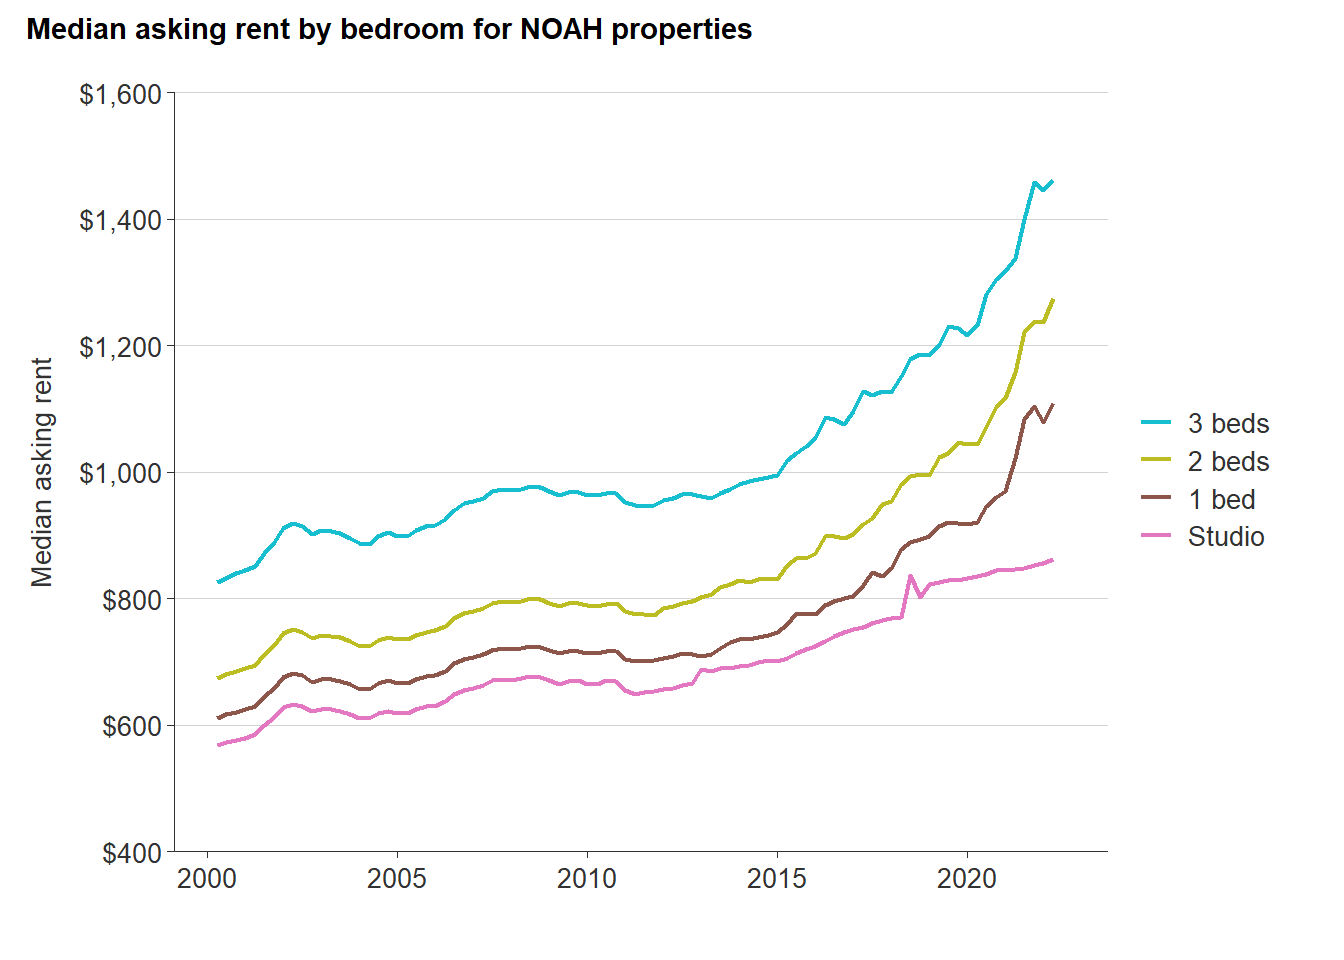 Median asking rent by bedroom for NOAH properties
$1,600
$1,400
$1,200
$1,000
$800
$600
$400
Median asking rent
2000
2005
2010
2015
2020
3 beds
2 beds
1 bed
Studio